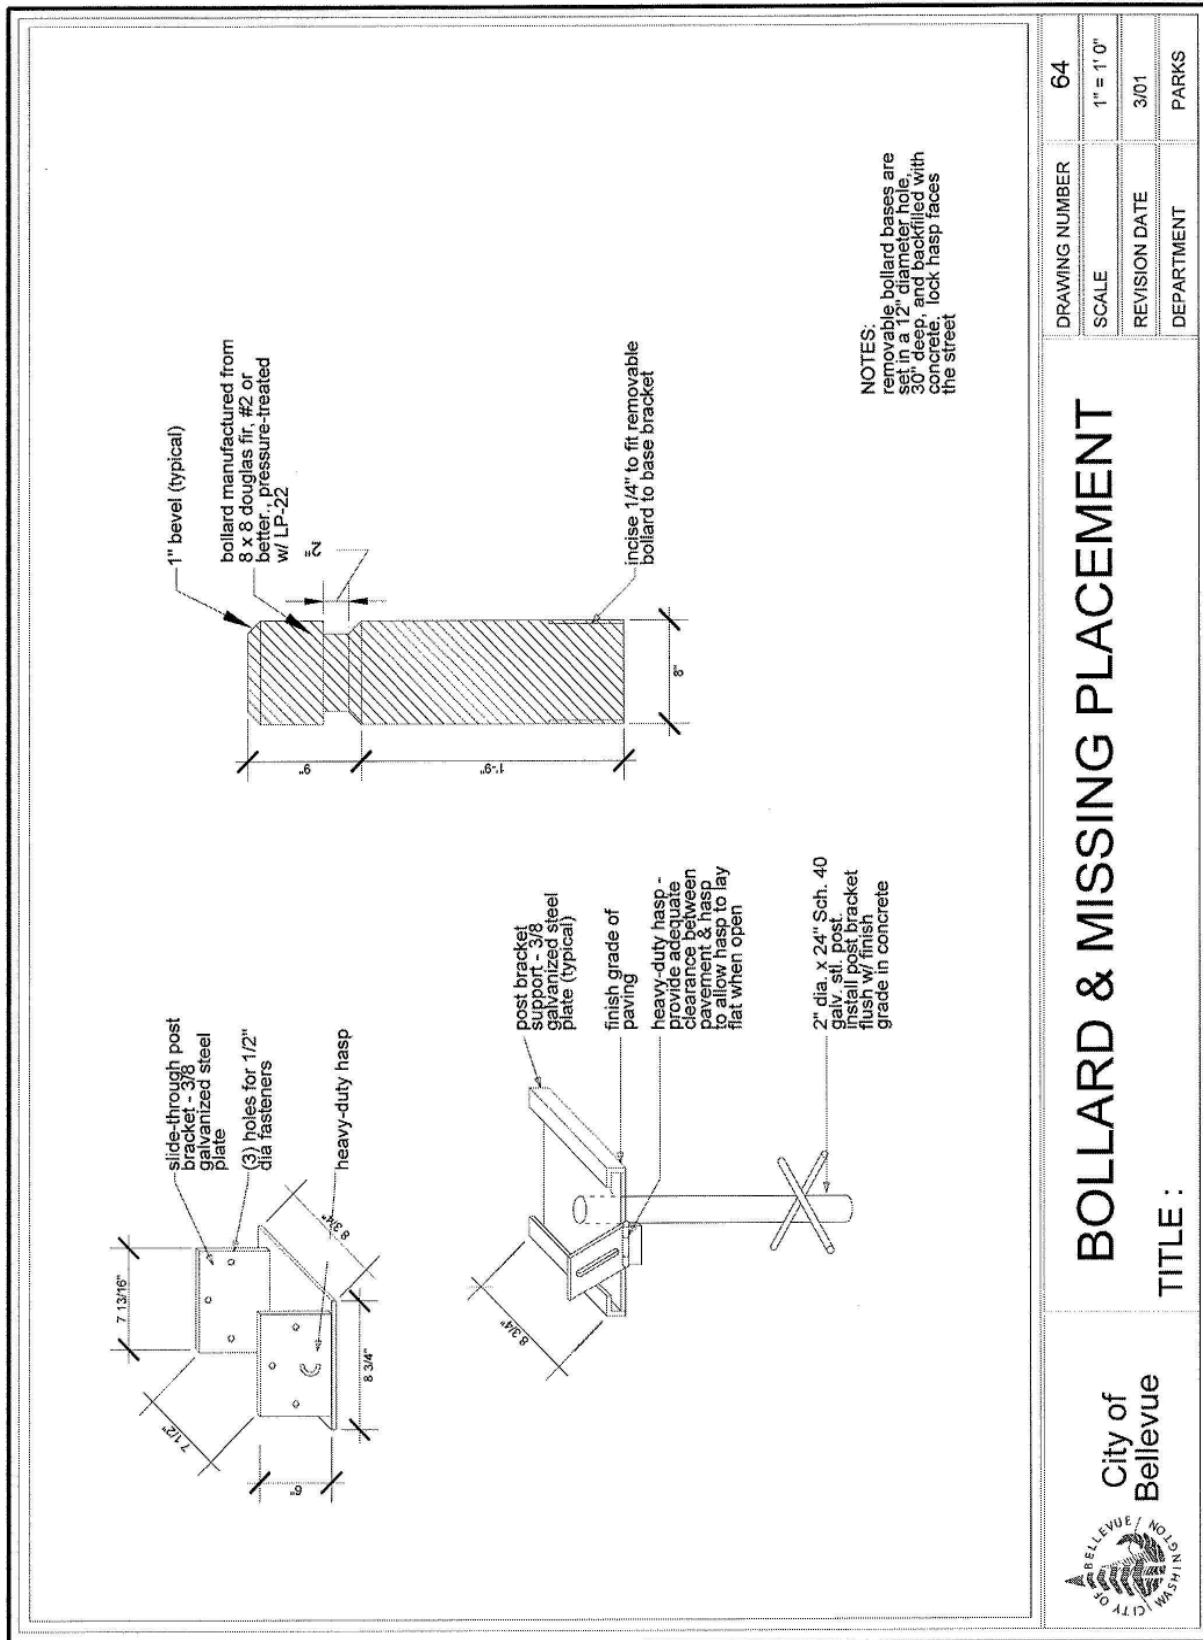 slide-through post
bracket - 3/8
galvanized steel
plate
(3) holes for 1/2"
dia fasteners
heavy-duty hasp
7 13/16"
7 1/2"
6"
8 3/4"
8 3/4"
1" bevel (typical)
bollard manufactured from
8 x 8 douglas fir, #2 or
better., pressure-treated
w/ LP-22
2"
9"
1'-9"
8"
incise 1/4" to fit removable
bollard to base bracket
post bracket
support - 3/8
galvanized steel
plate (typical)
finish grade of
paving
heavy-duty hasp -
provide adequate
clearance between
pavement & hasp
to allow hasp to lay
flat when open
8 3/4"
2" dia. x 24" Sch. 40
galv. stl. post.
install post bracket
flush w/ finish
grade in concrete
NOTES:
removable bollard bases are
set in a 12" diameter hole,
30" deep, and backfilled with
concrete. lock hasp faces
the street
CITY OF BELLEVUE
WASHINGTON
City of
Bellevue
BOLLARD & MISSING PLACEMENT
TITLE :
DRAWING NUMBER 64
SCALE 1" = 1' 0"
REVISION DATE 3/01
DEPARTMENT PARKS